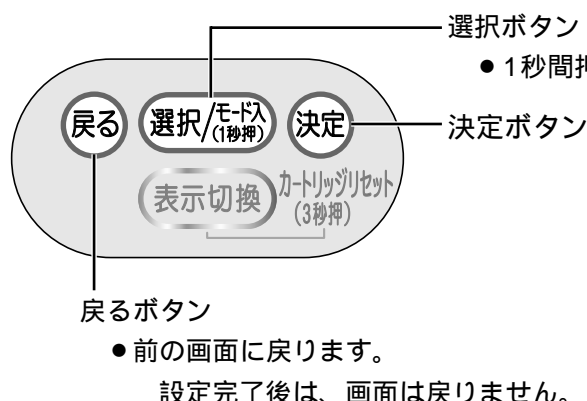 選択ボタン
●1秒間押
戻る 選択/モード入(1秒押) 決定
決定ボタン
表示切換 カートリッジリセット
(3秒押)
戻るボタン
●前の画面に戻ります。
設定完了後は、画面は戻りません。